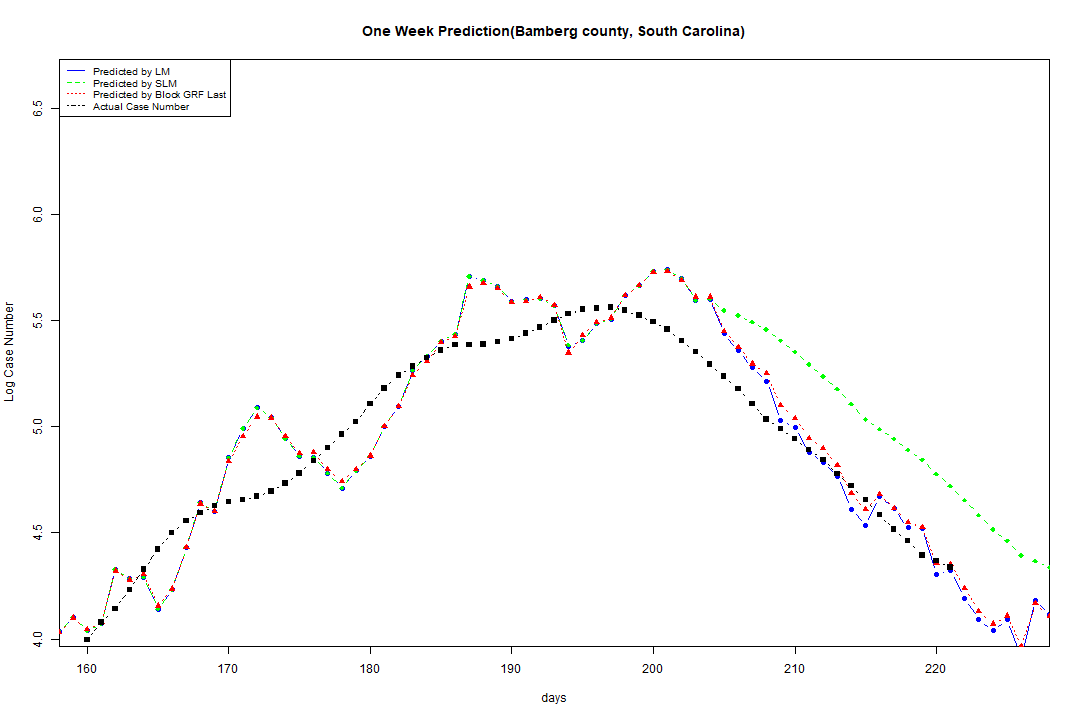 One Week Prediction(Bamberg county, South Carolina)
Predicted by LM
Predicted by SLM
Predicted by Block GRF Last
Actual Case Number
6.5
6.0
5.5
5.0
4.5
4.0
Log Case Number
160 170 180 190 200 210 220
days